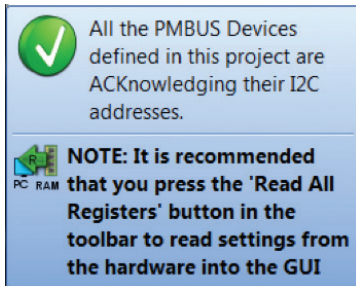 All the PMBUS Devices
defined in this project are
ACKnowledging their I2C
addresses.
R
PC RAM
NOTE: It is recommended
that you press the 'Read All
Registers' button in the
toolbar to read settings from
the hardware into the GUI